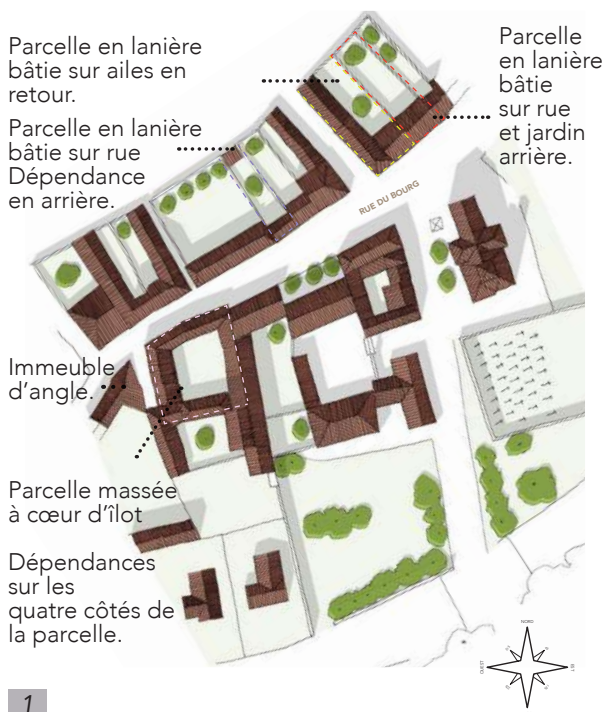 Parcelle en lanière
bâtie sur ailes en
retour.
Parcelle en lanière
bâtie sur rue
Dépendance
en arrière.
Parcelle
en lanière
bâtie
sur rue
et jardin
arrière.
RUE DU BOURG
Immeuble
d'angle.
Parcelle massée
à cœur d'îlot
Dépendances
sur les
quatre côtés de
la parcelle.
NORD
OUEST
EST
1